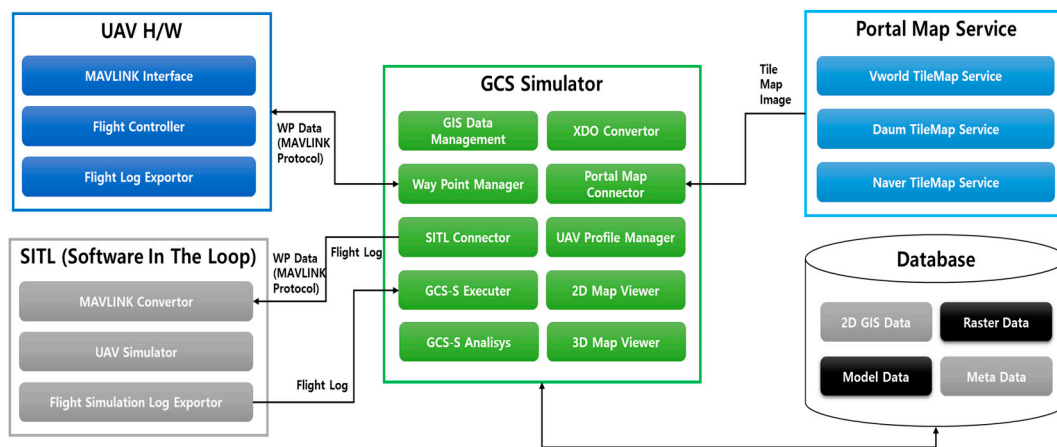 UAV H/W
MAVLINK Interface
Flight Controller
Flight Log Exportor
WP Data
(MAVLINK
Protocol)
SITL (Software In The Loop)
MAVLINK Convertor
UAV Simulator
Flight Simulation Log Exportor
WP Data
(MAVLINK
Protocol)
Flight Log
Flight Log
GCS Simulator
GIS Data
Management
XDO Convertor
Way Point Manager
Portal Map
Connector
SITL Connector
UAV Profile Manager
GCS-S Executer
2D Map Viewer
GCS-S Analisys
3D Map Viewer
Tile
Map
Image
Portal Map Service
Vworld TileMap Service
Daum TileMap Service
Naver TileMap Service
Database
2D GIS Data
Raster Data
Model Data
Meta Data